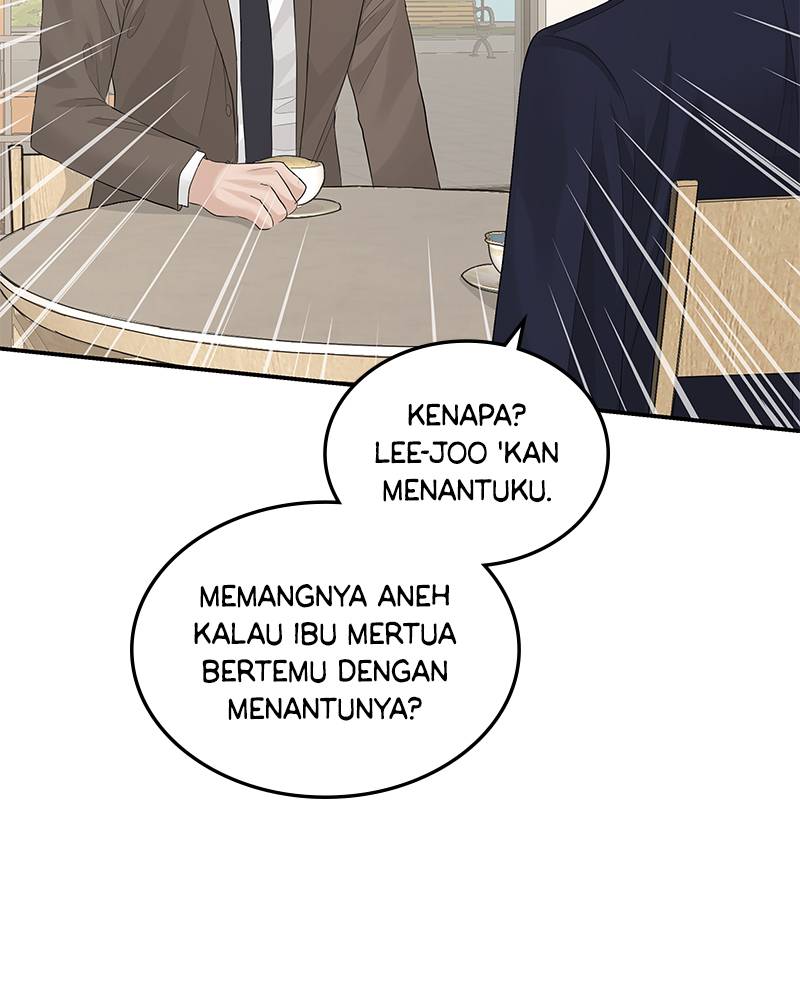 KENAPA?
LEE-JOO 'KAN
MENANTUKU.
MEMANGNYA ANEH
KALAU IBU MERTUA
BERTEMU DENGAN
MENANTUNYA?